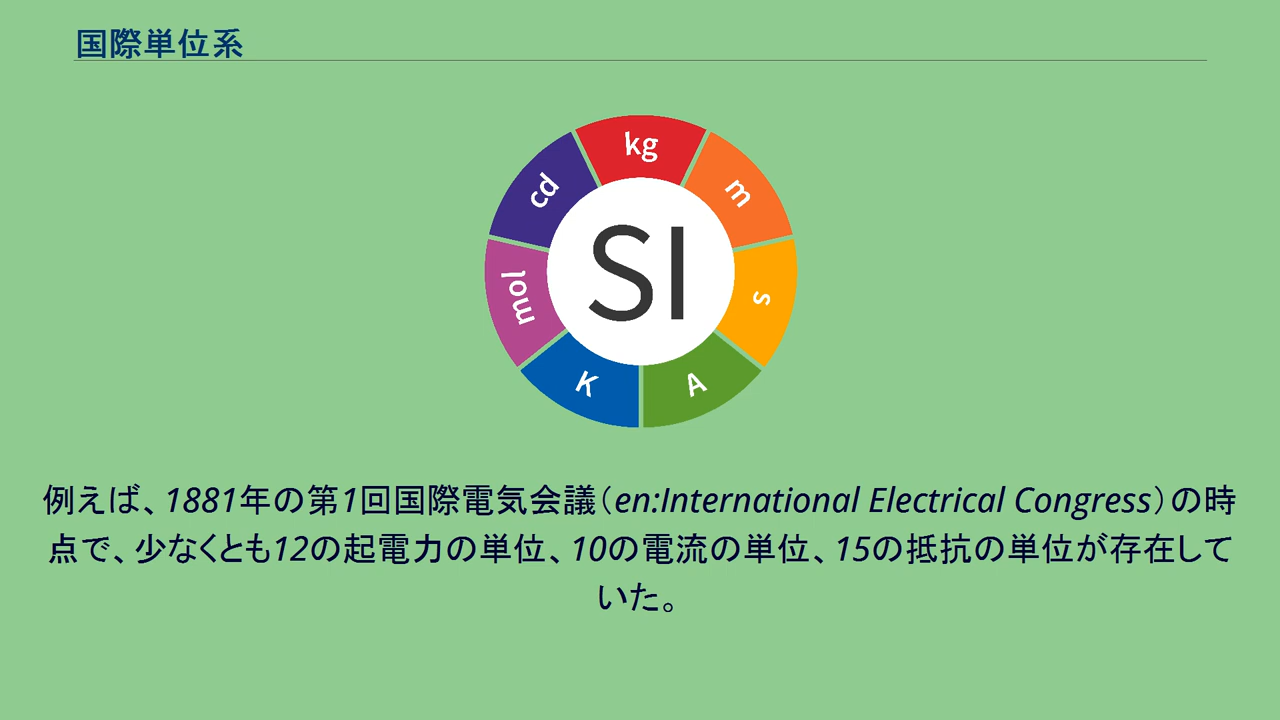 国際単位系
kg
m
s
A
K
mol
cd
SI
例えば、1881年の第1回国際電気会議（en:International Electrical Congress）の時
点で、少なくとも12の起電力の単位、10の電流の単位、15の抵抗の単位が存在して
いた。